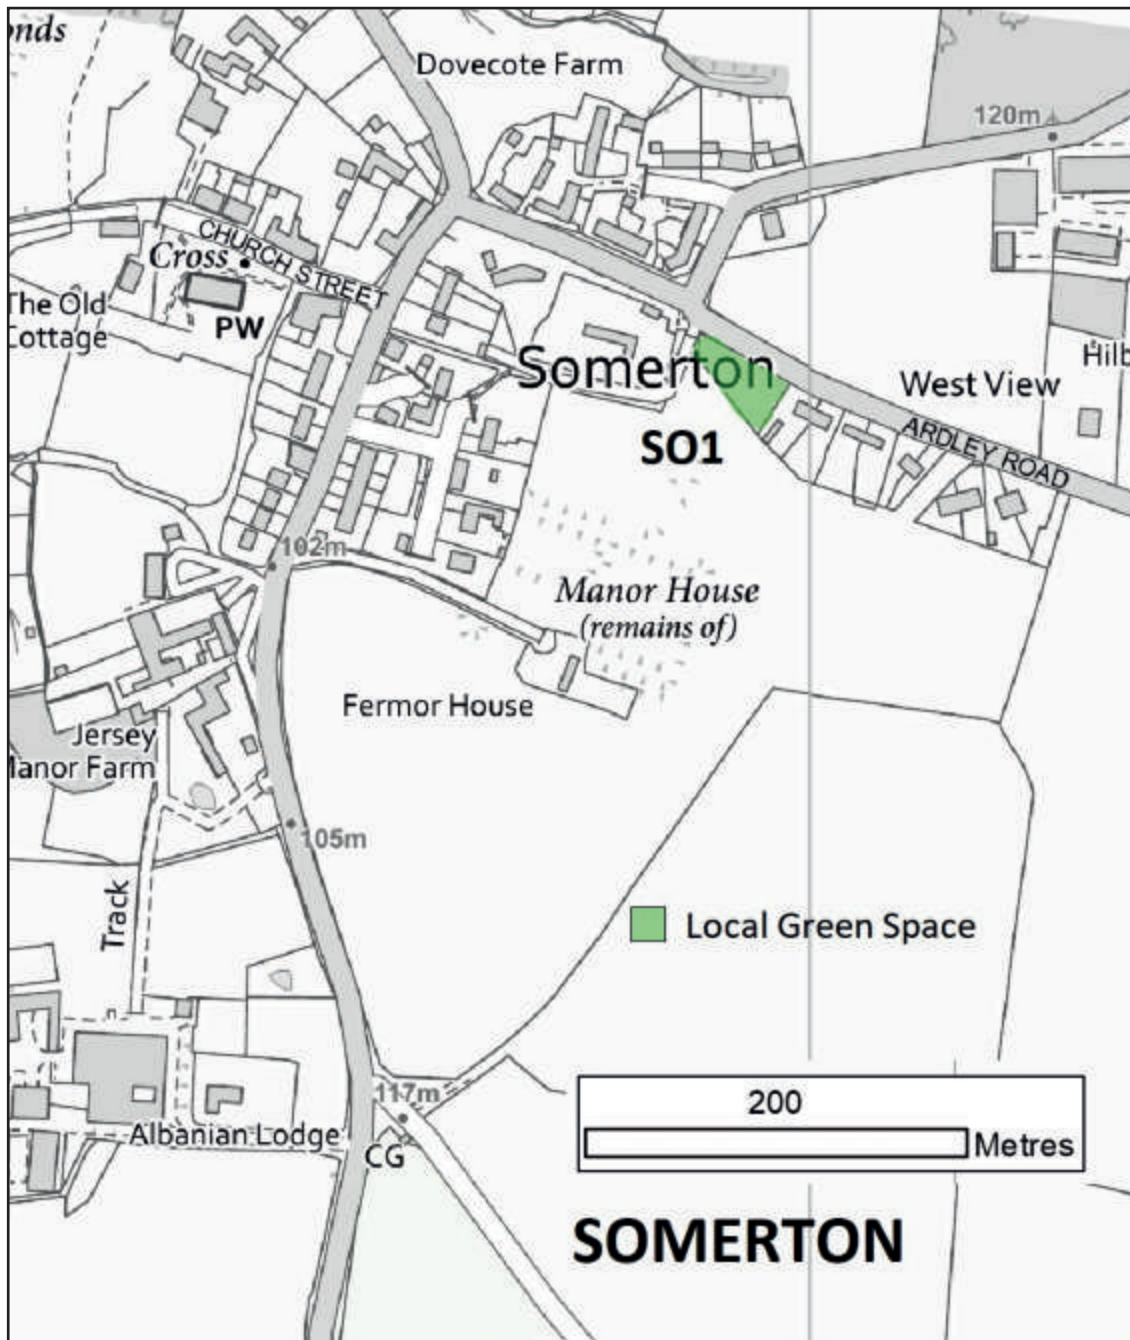 onds
Dovecote Farm
120m
CHURCH STREET
Cross
The Old
Cottage
PW
Somerton
West View
Hilb
SO1
ARDLEY ROAD
102m
Manor House
(remains of)
Fermor House
Jersey
Manor Farm
105m
Track
Local Green Space
117m
200
Metres
Albanian Lodge
CG
SOMERTON